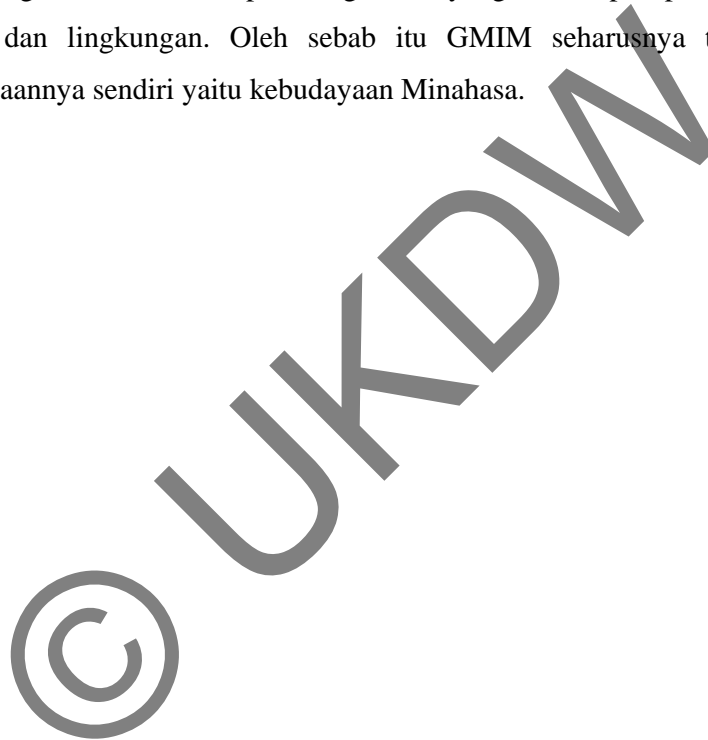 dan lingkungan. Oleh sebab itu GMIM seharusnya
aannya sendiri yaitu kebudayaan Minahasa.
© UKDW